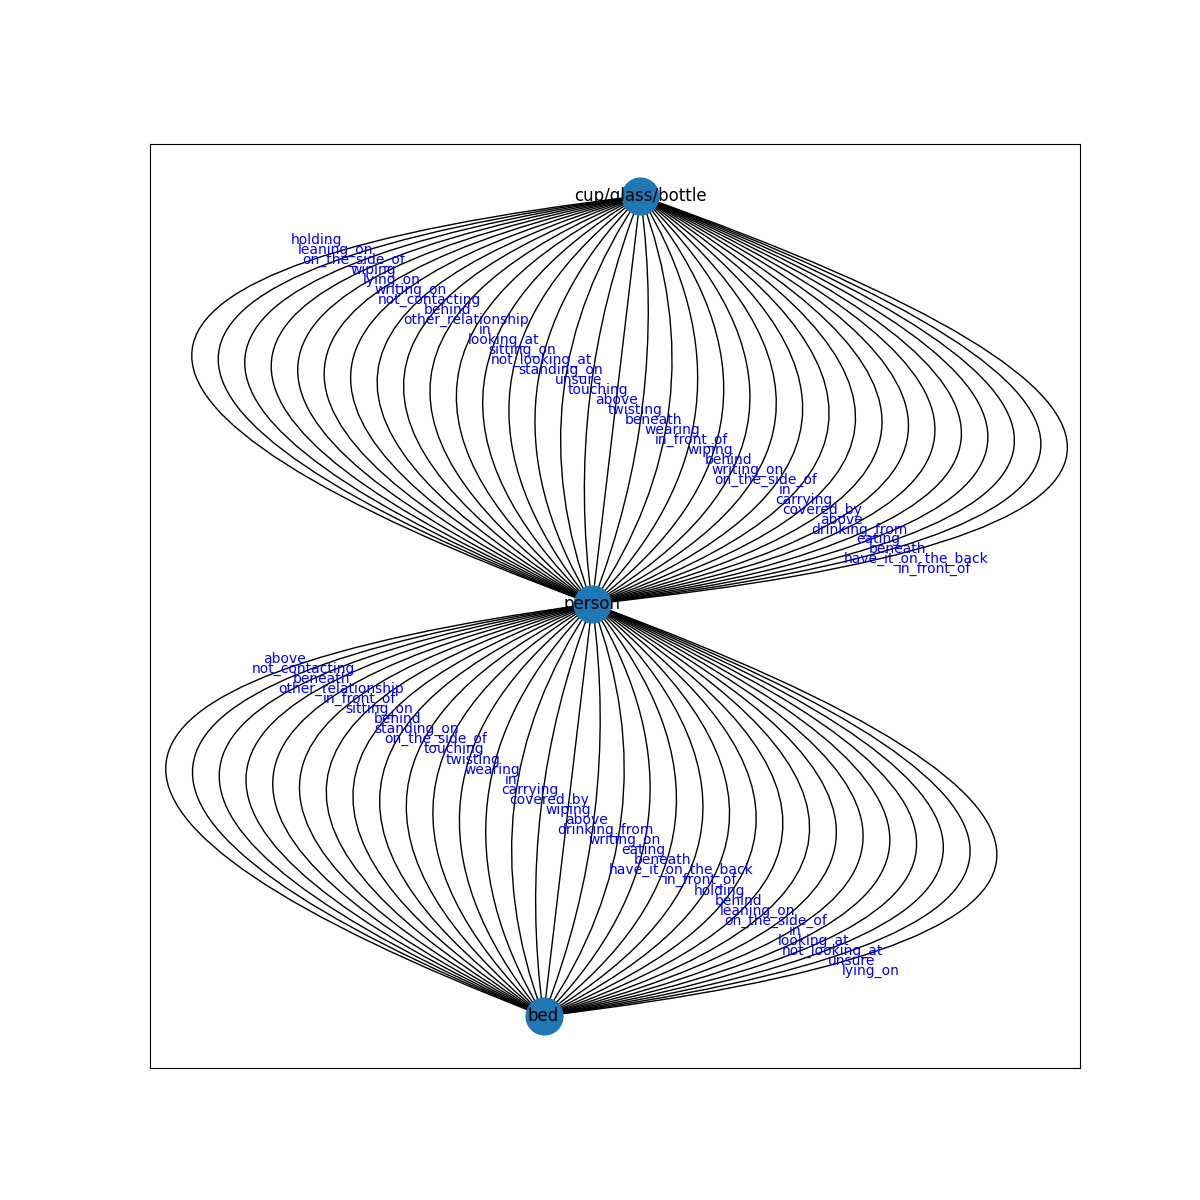 cup/glass/bottle
holding
leaning_on
on_the_side_of
wiping
lying_on
writing_on
not_contacting
behind
other_relationship
in
looking_at
sitting_on
not_looking_at
standing_on
unsure
touching
above
twisting
beneath
wearing
in_front_of
wiping
behind
writing_on
on_the_side_of
in
carrying
covered_by
above
drinking_from
eating
beneath
have_it_on_the_back
in_front_of
person
above
not_contacting
beneath
other_relationship
in_front_of
sitting_on
behind
standing_on
on_the_side_of
touching
twisting
wearing
in
carrying
covered_by
wiping
above
drinking_from
writing_on
eating
beneath
have_it_on_the_back
in_front_of
holding
behind
leaning_on
on_the_side_of
in
looking_at
not_looking_at
unsure
lying_on
bed